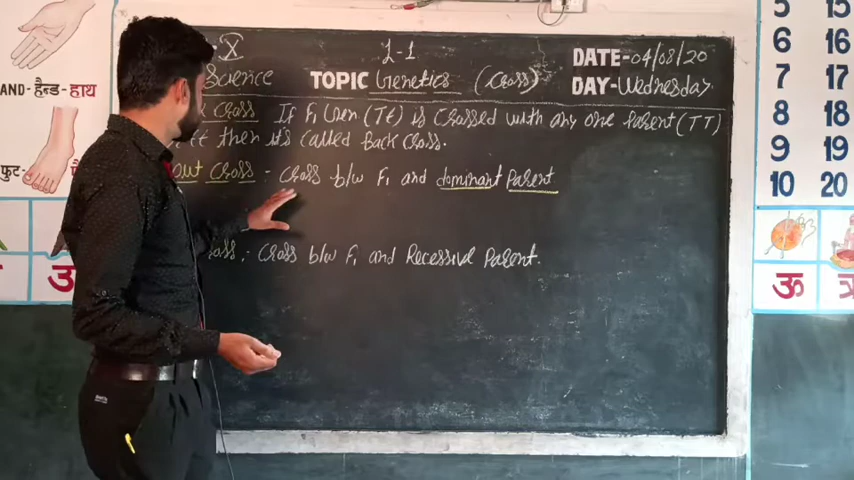 X
Science
L-1
TOPIC Genetics (Cross)
DATE-04/08/20
DAY-Wednesday.
Cross If F₁ Gen (Tt) is Crossed with any one Parent (TT)
tt then it's called Back Cross.
Out Cross :- Cross b/w F₁ and dominant Parent
Cross b/w F₁ and Recessive Parent.
AND-हैन्ड-हाथ
फुट-
उ
5 15
6 16
7 17
8 18
9 19
10 20
ऊ